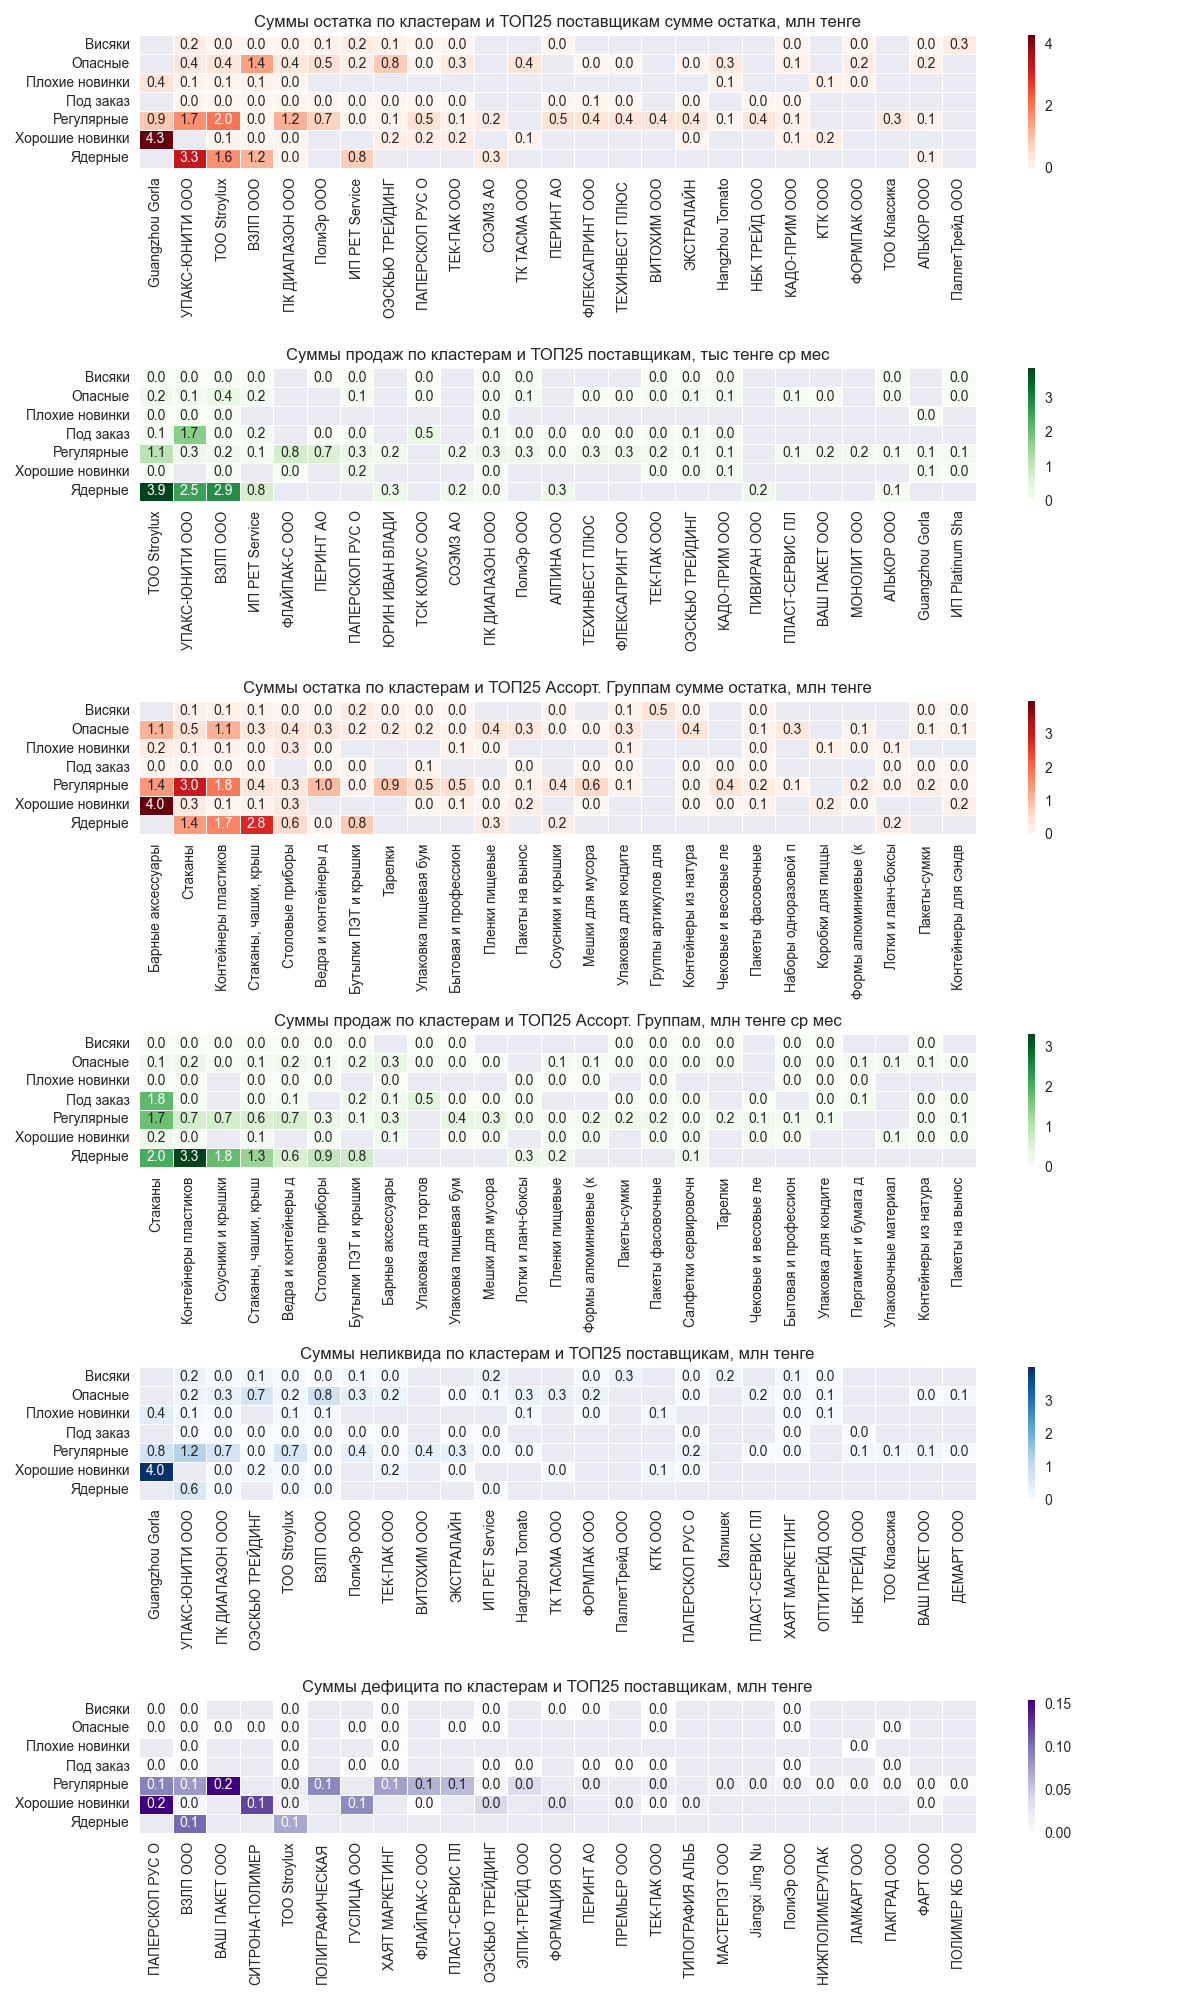 Суммы остатка по кластерам и ТОП25 поставщикам сумме остатка, млн тенге
Висяки 0.2 0.0 0.0 0.0 0.1 0.2 0.1 0.0 0.0 0.0 0.0 0.0 0.0 0.3
Опасные 0.4 0.4 1.4 0.4 0.5 0.2 0.8 0.0 0.3 0.4 0.0 0.0 0.0 0.3 0.1 0.2 0.2
Плохие новинки 0.4 0.1 0.1 0.1 0.0 0.1 0.1 0.0
Под заказ 0.0 0.0 0.0 0.0 0.0 0.0 0.0 0.0 0.0 0.0 0.1 0.0 0.0 0.0 0.0
Регулярные 0.9 1.7 2.0 0.0 1.2 0.7 0.0 0.1 0.5 0.1 0.2 0.5 0.4 0.4 0.4 0.4 0.1 0.4 0.1 0.3 0.1
Хорошие новинки 4.3 0.1 0.0 0.0 0.2 0.2 0.2 0.1 0.0 0.1 0.2
Ядерные 3.3 1.6 1.2 0.0 0.8 0.3 0.1
4
2
0
Guangzhou Gorla
УПАКС-ЮНИТИ ООО
ТОО Stroylux
ВЗЛП ООО
ПК ДИАПАЗОН ООО
ПолиЭр ООО
ИП РЕТ Service
ОЭСКЬЮ ТРЕЙДИНГ
ПАПЕРСКОП РУС О
ТЕК-ПАК ООО
СОЭМЗ АО
ТК ТАСМА ООО
ПЕРИНТ АО
ФЛЕКСАПРИНТ ООО
ТЕХИНВЕСТ ПЛЮС
ВИТОХИМ ООО
ЭКСТРАЛАЙН
Hangzhou Tomato
НБК ТРЕЙД ООО
КАДО-ПРИМ ООО
КТК ООО
ФОРМПАК ООО
ТОО Классика
АЛЬКОР ООО
ПаллетТрейд ООО
Суммы продаж по кластерам и ТОП25 поставщикам, тыс тенге ср мес
Висяки 0.0 0.0 0.0 0.0 0.0 0.0 0.0 0.0 0.0 0.0 0.0 0.0 0.0 0.0
Опасные 0.2 0.1 0.4 0.2 0.1 0.0 0.0 0.1 0.0 0.0 0.0 0.1 0.1 0.1 0.0 0.0 0.0
Плохие новинки 0.0 0.0 0.0 0.0 0.0
Под заказ 0.1 1.7 0.0 0.2 0.0 0.0 0.5 0.1 0.0 0.0 0.0 0.0 0.0 0.1 0.0
Регулярные 1.1 0.3 0.2 0.1 0.8 0.7 0.3 0.2 0.2 0.3 0.3 0.0 0.3 0.3 0.2 0.1 0.1 0.1 0.2 0.2 0.1 0.1 0.1
Хорошие новинки 0.0 0.0 0.0 0.2 0.0 0.0 0.0 0.1 0.1 0.0
Ядерные 3.9 2.5 2.9 0.8 0.3 0.2 0.0 0.3 0.2 0.1
3
2
1
0
ТОО Stroylux
УПАКС-ЮНИТИ ООО
ВЗЛП ООО
ИП РЕТ Service
ФЛАЙПАК-С ООО
ПЕРИНТ АО
ПАПЕРСКОП РУС О
ЮРИН ИВАН ВЛАДИ
ТСК КОМУС ООО
СОЭМЗ АО
ПК ДИАПАЗОН ООО
ПолиЭр ООО
АЛПИНА ООО
ТЕХИНВЕСТ ПЛЮС
ФЛЕКСАПРИНТ ООО
ТЕК-ПАК ООО
ОЭСКЬЮ ТРЕЙДИНГ
КАДО-ПРИМ ООО
ПИВИРАН ООО
ПЛАСТ-СЕРВИС ПЛ
ВАШ ПАКЕТ ООО
МОНОЛИТ ООО
АЛЬКОР ООО
Guangzhou Gorla
ИП Platinum Sha
Суммы остатка по кластерам и ТОП25 Ассорт. Группам сумме остатка, млн тенге
Висяки 0.1 0.1 0.1 0.0 0.0 0.2 0.0 0.0 0.0 0.0 0.1 0.5 0.0 0.0 0.0 0.0
Опасные 1.1 0.5 1.1 0.3 0.4 0.3 0.2 0.2 0.2 0.0 0.4 0.3 0.0 0.0 0.3 0.4 0.1 0.3 0.1 0.1 0.1
Плохие новинки 0.2 0.1 0.1 0.0 0.3 0.0 0.1 0.0 0.1 0.0 0.1 0.0 0.1
Под заказ 0.0 0.0 0.0 0.0 0.0 0.1 0.0 0.0 0.0 0.0 0.0 0.0 0.0 0.0 0.0
Регулярные 1.4 3.0 1.8 0.4 0.3 1.0 0.0 0.9 0.5 0.5 0.0 0.1 0.4 0.6 0.1 0.0 0.4 0.2 0.1 0.2 0.0 0.2 0.0
Хорошие новинки 4.0 0.3 0.1 0.1 0.3 0.0 0.1 0.0 0.2 0.0 0.0 0.0 0.1 0.2 0.0 0.2
Ядерные 1.4 1.7 2.8 0.6 0.0 0.8 0.3 0.2 0.2
3
2
1
0
Барные аксессуары
Стаканы
Контейнеры пластиков
Стаканы, чашки, крыш
Столовые приборы
Ведра и контейнеры д
Бутылки ПЭТ и крышки
Тарелки
Упаковка пищевая бум
Бытовая и профессион
Пленки пищевые
Пакеты на вынос
Соусники и крышки
Мешки для мусора
Упаковка для кондите
Группы артикулов для
Контейнеры из натура
Чековые и весовые ле
Пакеты фасовочные
Наборы одноразовой п
Коробки для пиццы
Формы алюминиевые (к
Лотки и ланч-боксы
Пакеты-сумки
Контейнеры для сэндв
Суммы продаж по кластерам и ТОП25 Ассорт. Группам, млн тенге ср мес
Висяки 0.0 0.0 0.0 0.0 0.0 0.0 0.0 0.0 0.0 0.0 0.0 0.0 0.0 0.0 0.0
Опасные 0.1 0.2 0.0 0.1 0.2 0.1 0.2 0.3 0.0 0.0 0.0 0.1 0.1 0.0 0.0 0.0 0.0 0.0 0.0 0.1 0.1 0.1 0.0
Плохие новинки 0.0 0.0 0.0 0.0 0.0 0.0 0.0 0.0 0.0 0.0 0.0 0.0
Под заказ 1.8 0.0 0.0 0.1 0.2 0.1 0.5 0.0 0.0 0.0 0.0 0.0 0.0 0.0 0.0 0.1 0.0 0.0
Регулярные 1.7 0.7 0.7 0.6 0.7 0.3 0.1 0.3 0.4 0.3 0.0 0.0 0.2 0.2 0.2 0.0 0.2 0.1 0.1 0.1 0.0 0.1
Хорошие новинки 0.2 0.0 0.1 0.0 0.1 0.0 0.0 0.0 0.0 0.0 0.0 0.0 0.0 0.1 0.0 0.0
Ядерные 2.0 3.3 1.8 1.3 0.6 0.9 0.8 0.3 0.2 0.1
3
2
1
0
Стаканы
Контейнеры пластиков
Соусники и крышки
Стаканы, чашки, крыш
Ведра и контейнеры д
Столовые приборы
Бутылки ПЭТ и крышки
Барные аксессуары
Упаковка для тортов
Упаковка пищевая бум
Мешки для мусора
Лотки и ланч-боксы
Пленки пищевые
Формы алюминиевые (к
Пакеты-сумки
Пакеты фасовочные
Салфетки сервировочн
Тарелки
Чековые и весовые ле
Бытовая и профессион
Упаковка для кондите
Пергамент и бумага д
Упаковочные материал
Контейнеры из натура
Пакеты на вынос
Суммы неликвида по кластерам и ТОП25 поставщикам, млн тенге
Висяки 0.2 0.0 0.1 0.0 0.0 0.1 0.0 0.2 0.0 0.3 0.2 0.1 0.0
Опасные 0.2 0.3 0.7 0.2 0.8 0.3 0.2 0.0 0.1 0.3 0.3 0.2 0.0 0.2 0.0 0.1 0.0 0.1
Плохие новинки 0.4 0.1 0.0 0.1 0.1 0.1 0.0 0.1 0.0 0.1
Под заказ 0.0 0.0 0.0 0.0 0.0 0.0 0.0 0.0 0.0 0.0 0.0 0.0
Регулярные 0.8 1.2 0.7 0.0 0.7 0.0 0.4 0.0 0.4 0.3 0.0 0.0 0.2 0.0 0.0 0.1 0.1 0.1 0.0
Хорошие новинки 4.0 0.0 0.2 0.0 0.0 0.2 0.0 0.0 0.1 0.0
Ядерные 0.6 0.0 0.0 0.0 0.0
3
2
1
0
Guangzhou Gorla
УПАКС-ЮНИТИ ООО
ПК ДИАПАЗОН ООО
ОЭСКЬЮ ТРЕЙДИНГ
ТОО Stroylux
ВЗЛП ООО
ПолиЭр ООО
ТЕК-ПАК ООО
ВИТОХИМ ООО
ЭКСТРАЛАЙН
ИП РЕТ Service
Hangzhou Tomato
ТК ТАСМА ООО
ФОРМПАК ООО
ПаллетТрейд ООО
КТК ООО
ПАПЕРСКОП РУС О
Излишек
ПЛАСТ-СЕРВИС ПЛ
ХАЯТ МАРКЕТИНГ
ОПТИТРЕЙД ООО
НБК ТРЕЙД ООО
ТОО Классика
ВАШ ПАКЕТ ООО
ДЕМАРТ ООО
Суммы дефицита по кластерам и ТОП25 поставщикам, млн тенге
Висяки 0.0 0.0 0.0 0.0 0.0 0.0 0.0 0.0 0.0
Опасные 0.0 0.0 0.0 0.0 0.0 0.0 0.0 0.0 0.0 0.0 0.0
Плохие новинки 0.0 0.0 0.0 0.0
Под заказ 0.0 0.0 0.0 0.0 0.0 0.0 0.0 0.0 0.0 0.0 0.0 0.0
Регулярные 0.1 0.1 0.2 0.0 0.1 0.1 0.1 0.1 0.0 0.0 0.0 0.0 0.0 0.0 0.0 0.0 0.0 0.0 0.0 0.0
Хорошие новинки 0.2 0.0 0.1 0.0 0.1 0.0 0.0 0.0 0.0 0.0 0.0 0.0
Ядерные 0.1 0.1
0.15
0.10
0.05
0.00
ПАПЕРСКОП РУС О
ВЗЛП ООО
ВАШ ПАКЕТ ООО
СИТРОНА-ПОЛИМЕР
ТОО Stroylux
ПОЛИГРАФИЧЕСКАЯ
ГУСЛИЦА ООО
ХАЯТ МАРКЕТИНГ
ФЛАЙПАК-С ООО
ПЛАСТ-СЕРВИС ПЛ
ОЭСКЬЮ ТРЕЙДИНГ
ЭЛПИ-ТРЕЙД ООО
ФОРМАЦИЯ ООО
ПЕРИНТ АО
ПРЕМЬЕР ООО
ТЕК-ПАК ООО
ТИПОГРАФИЯ АЛЬБ
МАСТЕРПЭТ ООО
Jiangxi Jing Nu
ПолиЭр ООО
НИЖПОЛИМЕРУПАК
ЛАМКАРТ ООО
ПАКГРАД ООО
ФАРТ ООО
ПОЛИМЕР КБ ООО